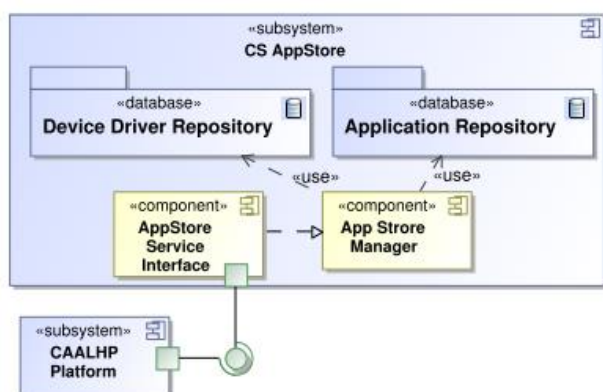 «subsystem»
CS AppStore
«database»
Device Driver Repository
«database»
Application Repository
«use»
«use»
«component»
AppStore
Service
Interface
«component»
App Strore
Manager
«subsystem»
CAALHP
Platform